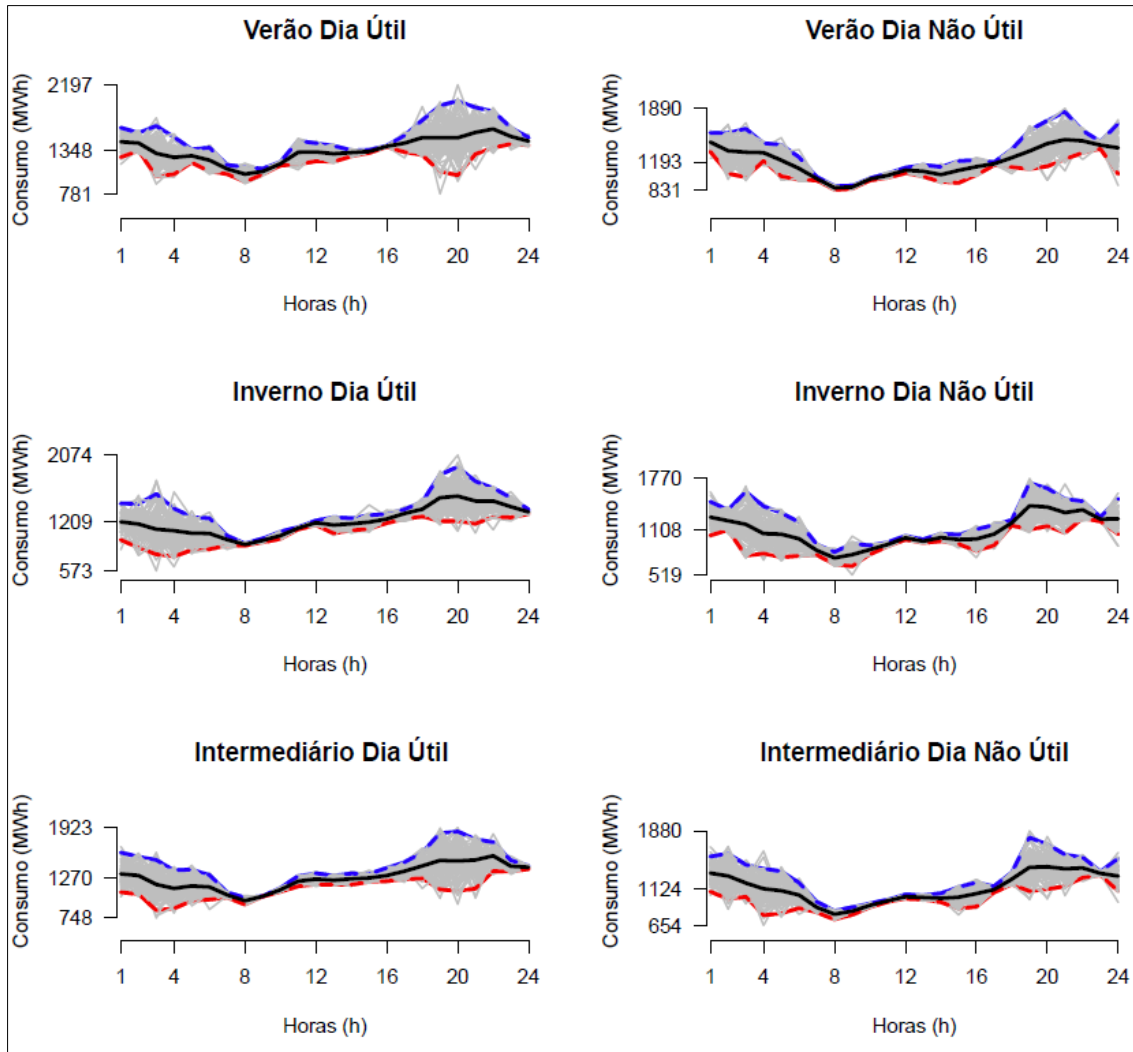 Verão Dia Útil
Consumo (MWh)
2197
1348
781
1 4 8 12 16 20 24
Horas (h)
Verão Dia Não Útil
Consumo (MWh)
1890
1193
831
1 4 8 12 16 20 24
Horas (h)
Inverno Dia Útil
Consumo (MWh)
2074
1209
573
1 4 8 12 16 20 24
Horas (h)
Inverno Dia Não Útil
Consumo (MWh)
1770
1108
519
1 4 8 12 16 20 24
Horas (h)
Intermediário Dia Útil
Consumo (MWh)
1923
1270
748
1 4 8 12 16 20 24
Horas (h)
Intermediário Dia Não Útil
Consumo (MWh)
1880
1124
654
1 4 8 12 16 20 24
Horas (h)